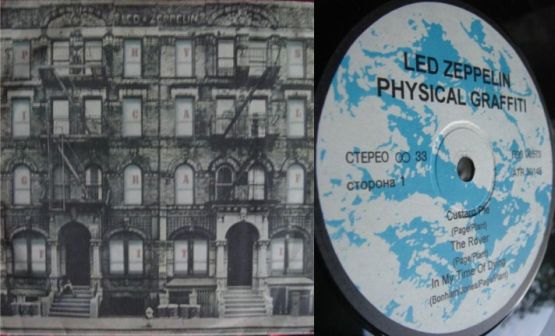 LED ZEPPELIN
P H Y S
I C A L
G R A F
F I T I
LED ZEPPELIN
PHYSICAL GRAFFITI
СТЕРЕО 33
сторона 1
Custard Pie
(Page/Plant)
The Rover
(Page/Plant)
In My Time Of Dying
(Bonham/Jones/Page/Plant)